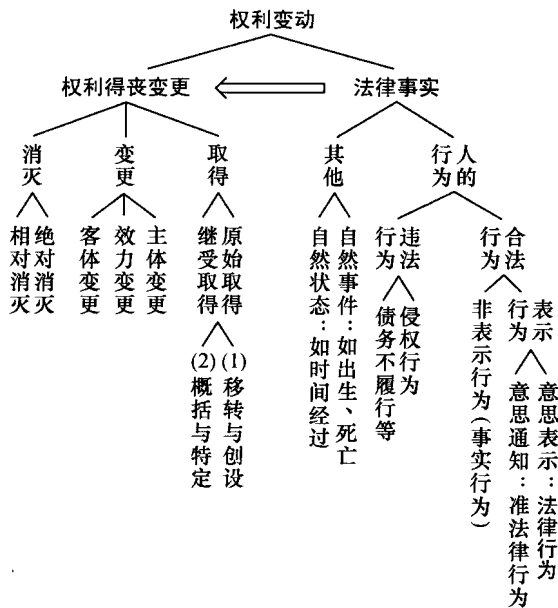 权利变动
权利得丧变更
法律事实
消灭
变更
取得
其他
人的
行为
相对消灭
绝对消灭
客体变更
效力变更
主体变更
继受取得
原始取得
自然状态：如时间经过
自然事件：如出生、死亡
违法
行为
合法
行为
(2)概括与特定
(1)移转与创设
债务不履行等
侵权行为
非表示行为(事实行为)
表示
行为
意思通知：准法律行为
意思表示：法律行为